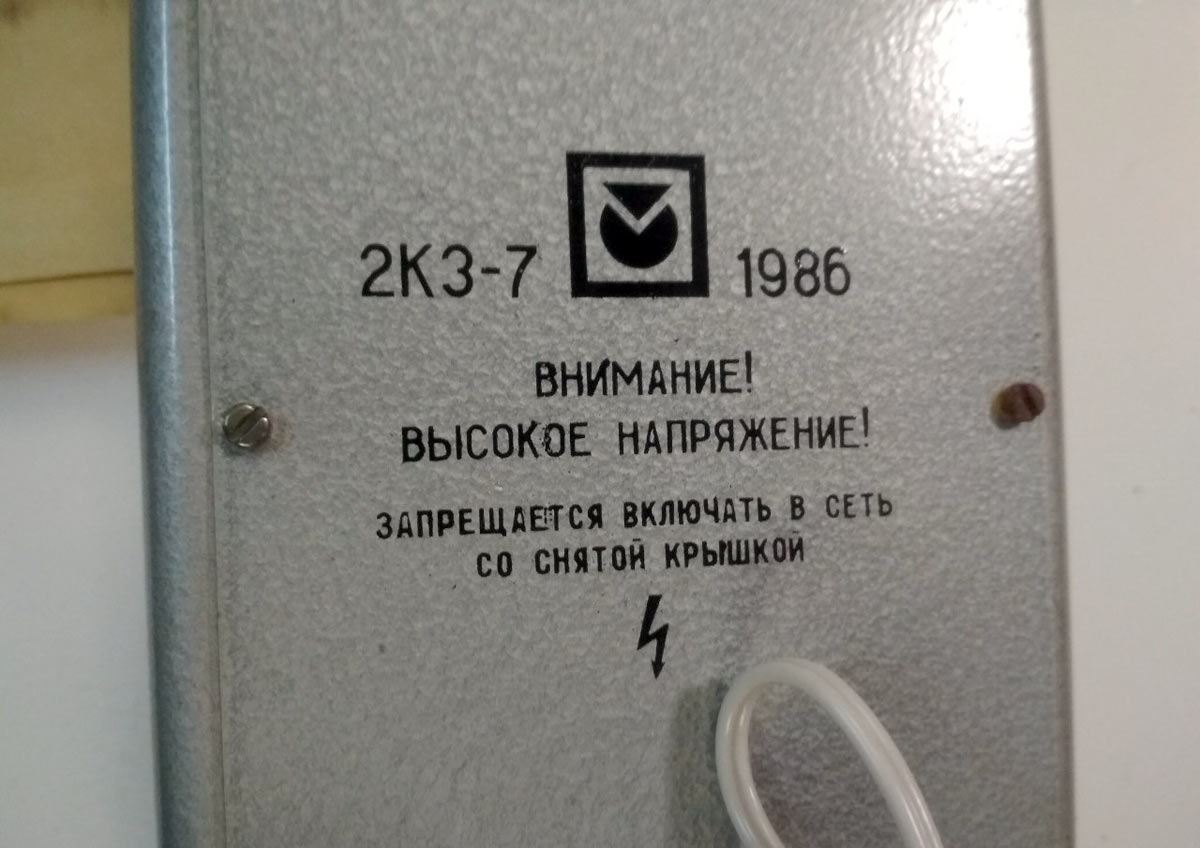 2КЗ-7 1986
ВНИМАНИЕ!
ВЫСОКОЕ НАПРЯЖЕНИЕ!
ЗАПРЕЩАЕТСЯ ВКЛЮЧАТЬ В СЕТЬ
СО СНЯТОЙ КРЫШКОЙ